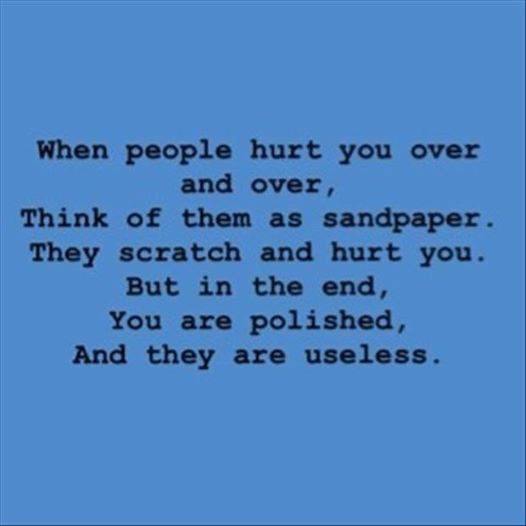 When people hurt you over
and over,
Think of them as sandpaper.
They scratch and hurt you.
But in the end,
You are polished,
And they are useless.